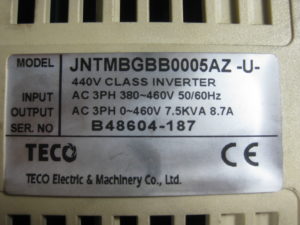 MODEL JNTMBGBB0005AZ -U-
440V CLASS INVERTER
INPUT AC 3PH 380~460V 50/60Hz
OUTPUT AC 3PH 0~460V 7.5KVA 8.7A
SER. NO B48604-187
TECO CE
TECO Electric & Machinery Co., Ltd.